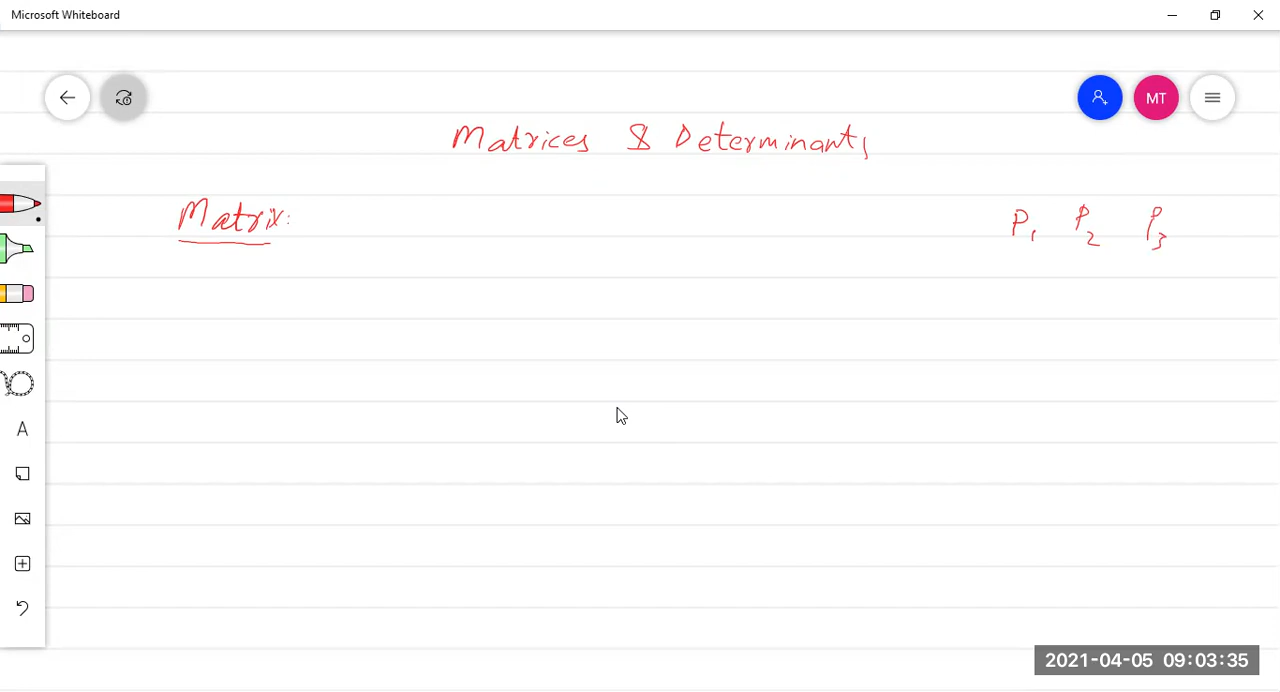 Microsoft Whiteboard
MT
Matrices & Determinants
Matrix:
P1 P2 P3
A
2021-04-05 09:03:35